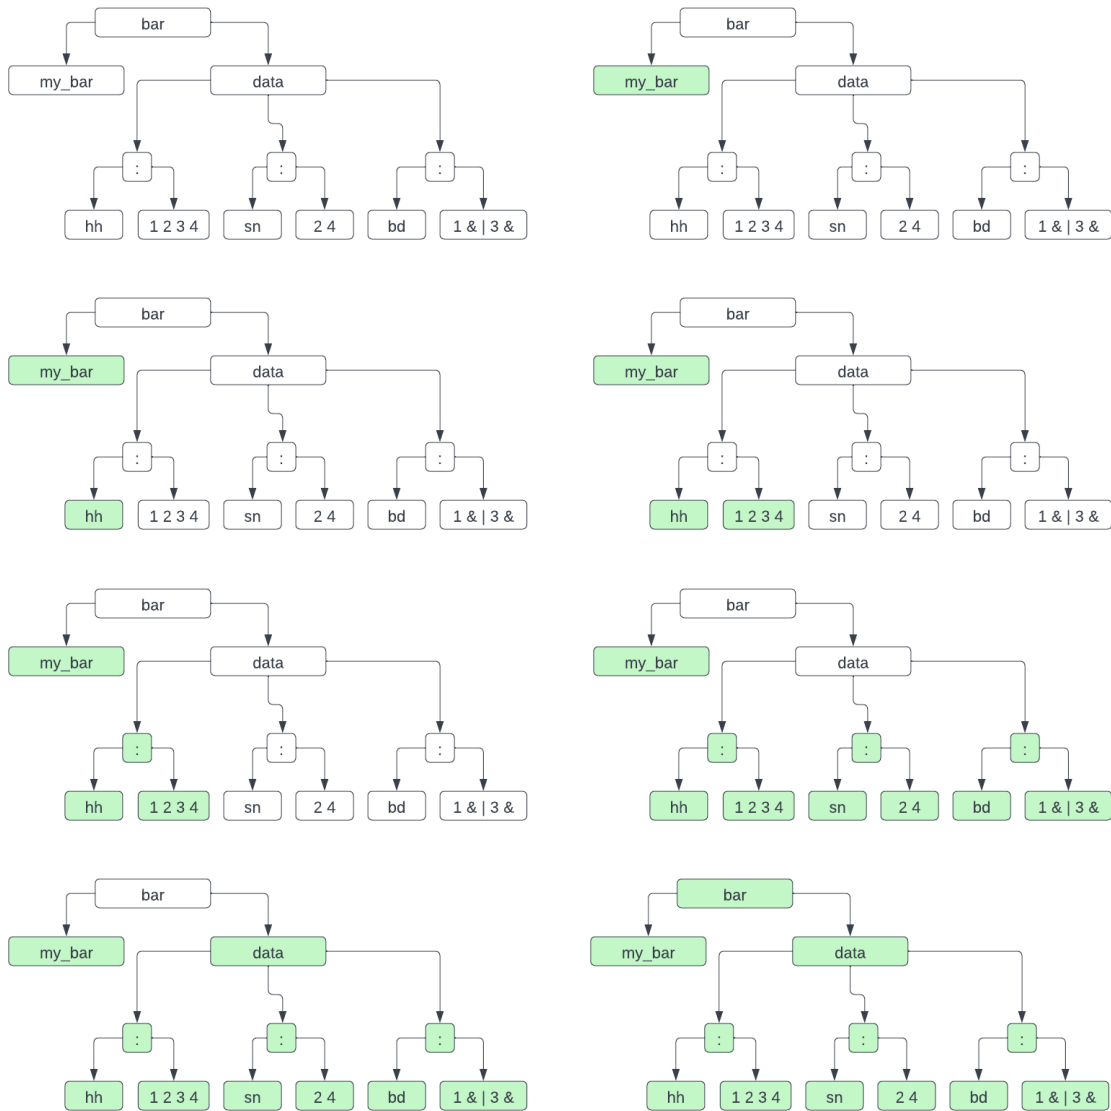 bar bar
my_bar data my_bar data
: : : : : :
hh 1 2 3 4 sn 2 4 bd 1 & | 3 & hh 1 2 3 4 sn 2 4 bd 1 & | 3 &
bar bar
my_bar data my_bar data
: : : : : :
hh 1 2 3 4 sn 2 4 bd 1 & | 3 & hh 1 2 3 4 sn 2 4 bd 1 & | 3 &
bar bar
my_bar data my_bar data
: : : : : :
hh 1 2 3 4 sn 2 4 bd 1 & | 3 & hh 1 2 3 4 sn 2 4 bd 1 & | 3 &
bar bar
my_bar data my_bar data
: : : : : :
hh 1 2 3 4 sn 2 4 bd 1 & | 3 & hh 1 2 3 4 sn 2 4 bd 1 & | 3 &